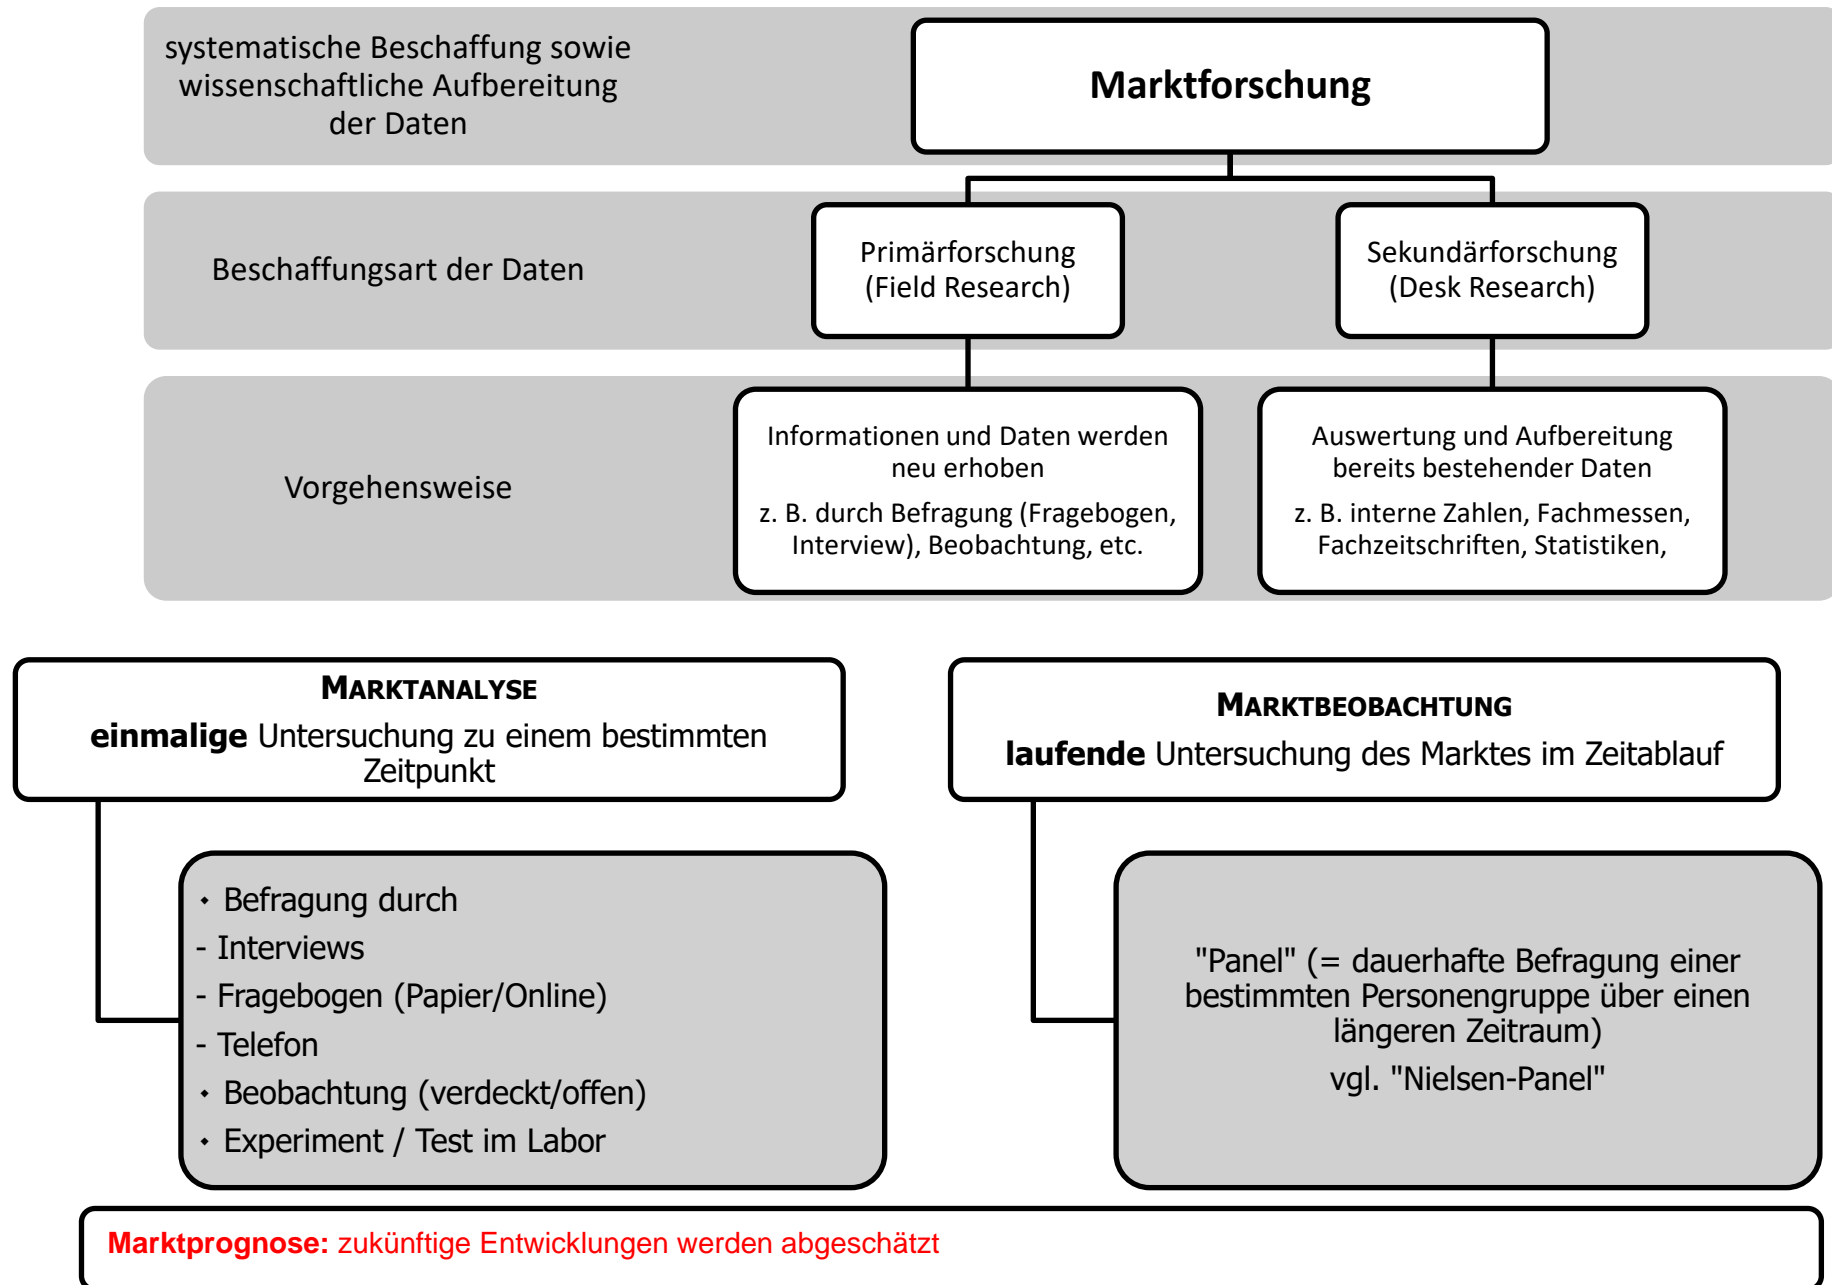 systematische Beschaffung sowie
wissenschaftliche Aufbereitung
der Daten
Marktforschung
Beschaffungsart der Daten
Primärforschung
(Field Research)
Sekundärforschung
(Desk Research)
Vorgehensweise
Informationen und Daten werden
neu erhoben
z. B. durch Befragung (Fragebogen,
Interview), Beobachtung, etc.
Auswertung und Aufbereitung
bereits bestehender Daten
z. B. interne Zahlen, Fachmessen,
Fachzeitschriften, Statistiken,
MARKTANALYSE
einmalige Untersuchung zu einem bestimmten
Zeitpunkt
MARKTBEOBACHTUNG
laufende Untersuchung des Marktes im Zeitablauf
· Befragung durch
- Interviews
- Fragebogen (Papier/Online)
- Telefon
· Beobachtung (verdeckt/offen)
· Experiment / Test im Labor
"Panel" (= dauerhafte Befragung einer
bestimmten Personengruppe über einen
längeren Zeitraum)
vgl. "Nielsen-Panel"
Marktprognose: zukünftige Entwicklungen werden abgeschätzt